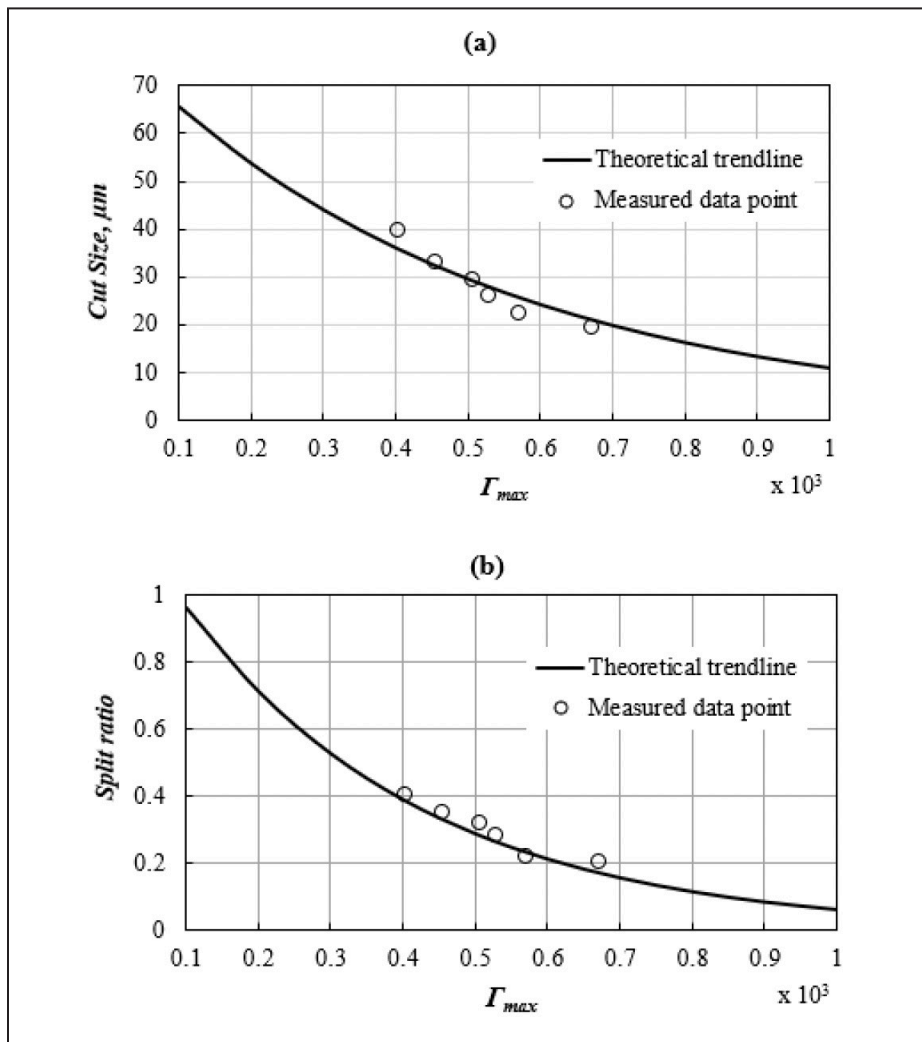 (a)
70
60
50
40
30
20
10
0
Cut Size, µm
Theoretical trendline
Measured data point
0.1 0.2 0.3 0.4 0.5 0.6 0.7 0.8 0.9 1
Γmax
x 10³
(b)
1
0.8
0.6
0.4
0.2
0
Split ratio
Theoretical trendline
Measured data point
0.1 0.2 0.3 0.4 0.5 0.6 0.7 0.8 0.9 1
Γmax
x 10³